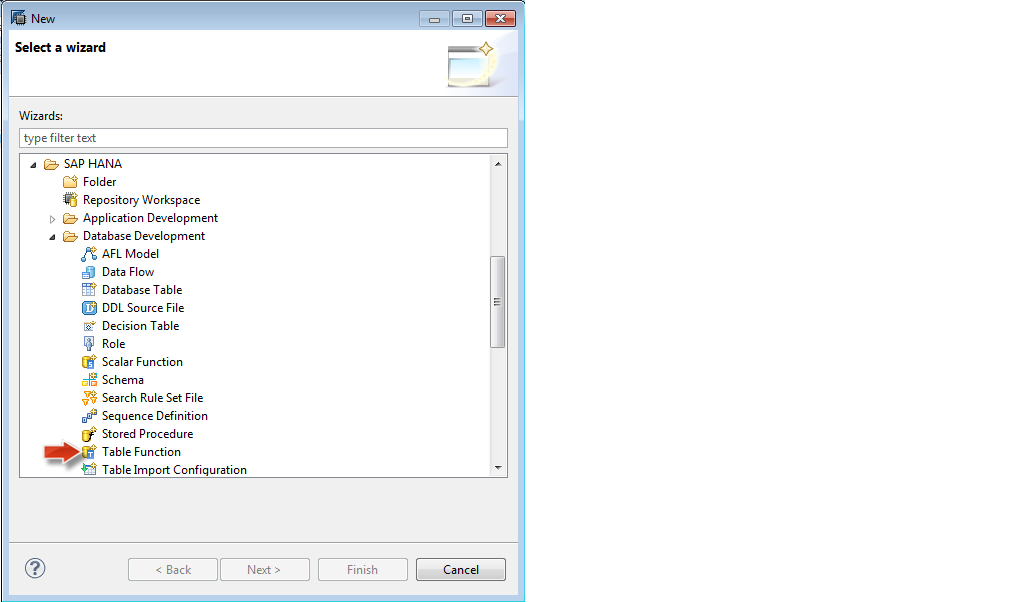 New
Select a wizard
Wizards:
type filter text
SAP HANA
Folder
Repository Workspace
Application Development
Database Development
AFL Model
Data Flow
Database Table
DDL Source File
Decision Table
Role
Scalar Function
Schema
Search Rule Set File
Sequence Definition
Stored Procedure
Table Function
Table Import Configuration
? < Back Next > Finish Cancel